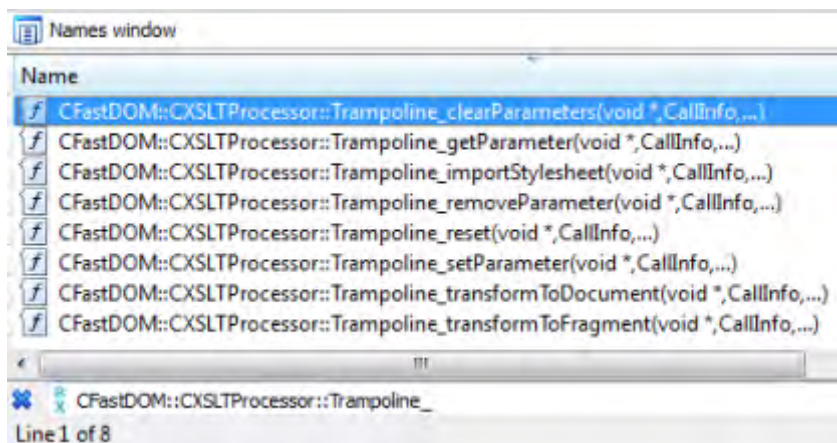 Names window
Name
f CFastDOM::CXSLTProcessor::Trampoline_clearParameters(void *,CallInfo,...)
f CFastDOM::CXSLTProcessor::Trampoline_getParameter(void *,CallInfo,...)
f CFastDOM::CXSLTProcessor::Trampoline_importStylesheet(void *,CallInfo,...)
f CFastDOM::CXSLTProcessor::Trampoline_removeParameter(void *,CallInfo,...)
f CFastDOM::CXSLTProcessor::Trampoline_reset(void *,CallInfo,...)
f CFastDOM::CXSLTProcessor::Trampoline_setParameter(void *,CallInfo,...)
f CFastDOM::CXSLTProcessor::Trampoline_transformToDocument(void *,CallInfo,...)
f CFastDOM::CXSLTProcessor::Trampoline_transformToFragment(void *,CallInfo,...)
CFastDOM::CXSLTProcessor::Trampoline_
Line 1 of 8